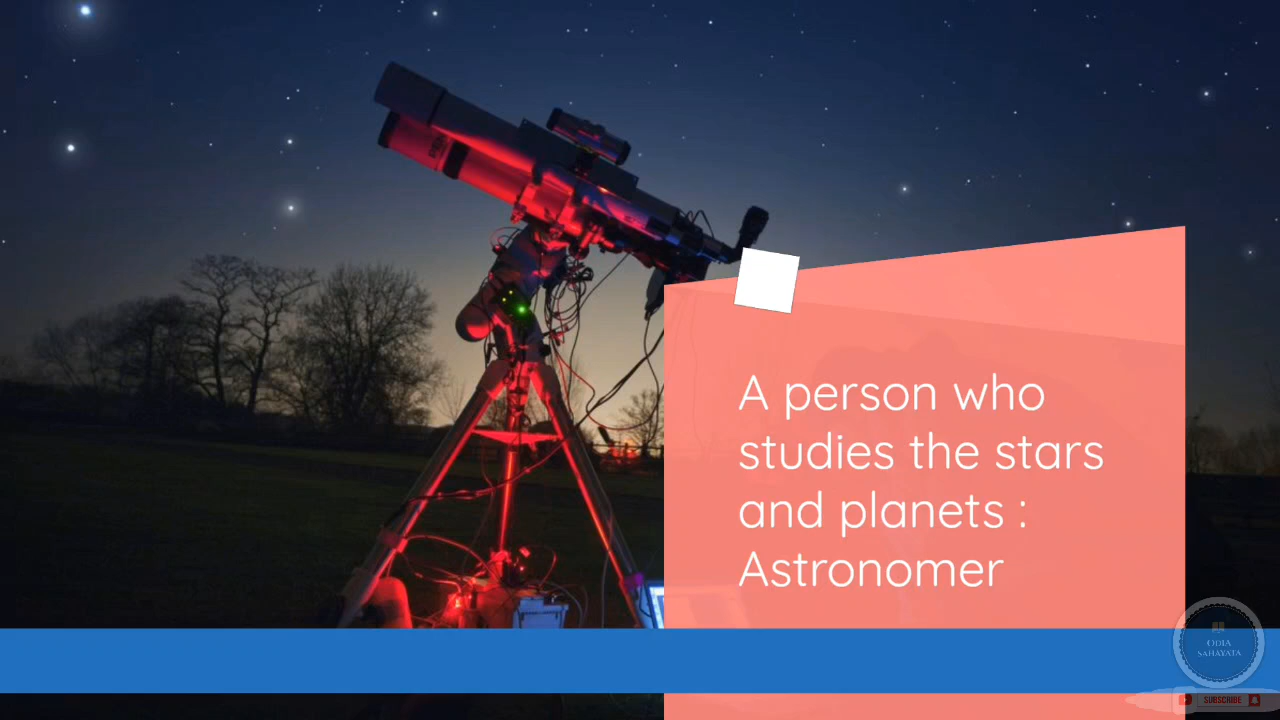 A person who
studies the stars
and planets :
Astronomer
ODIA
SAHAYATA
SUBSCRIBE